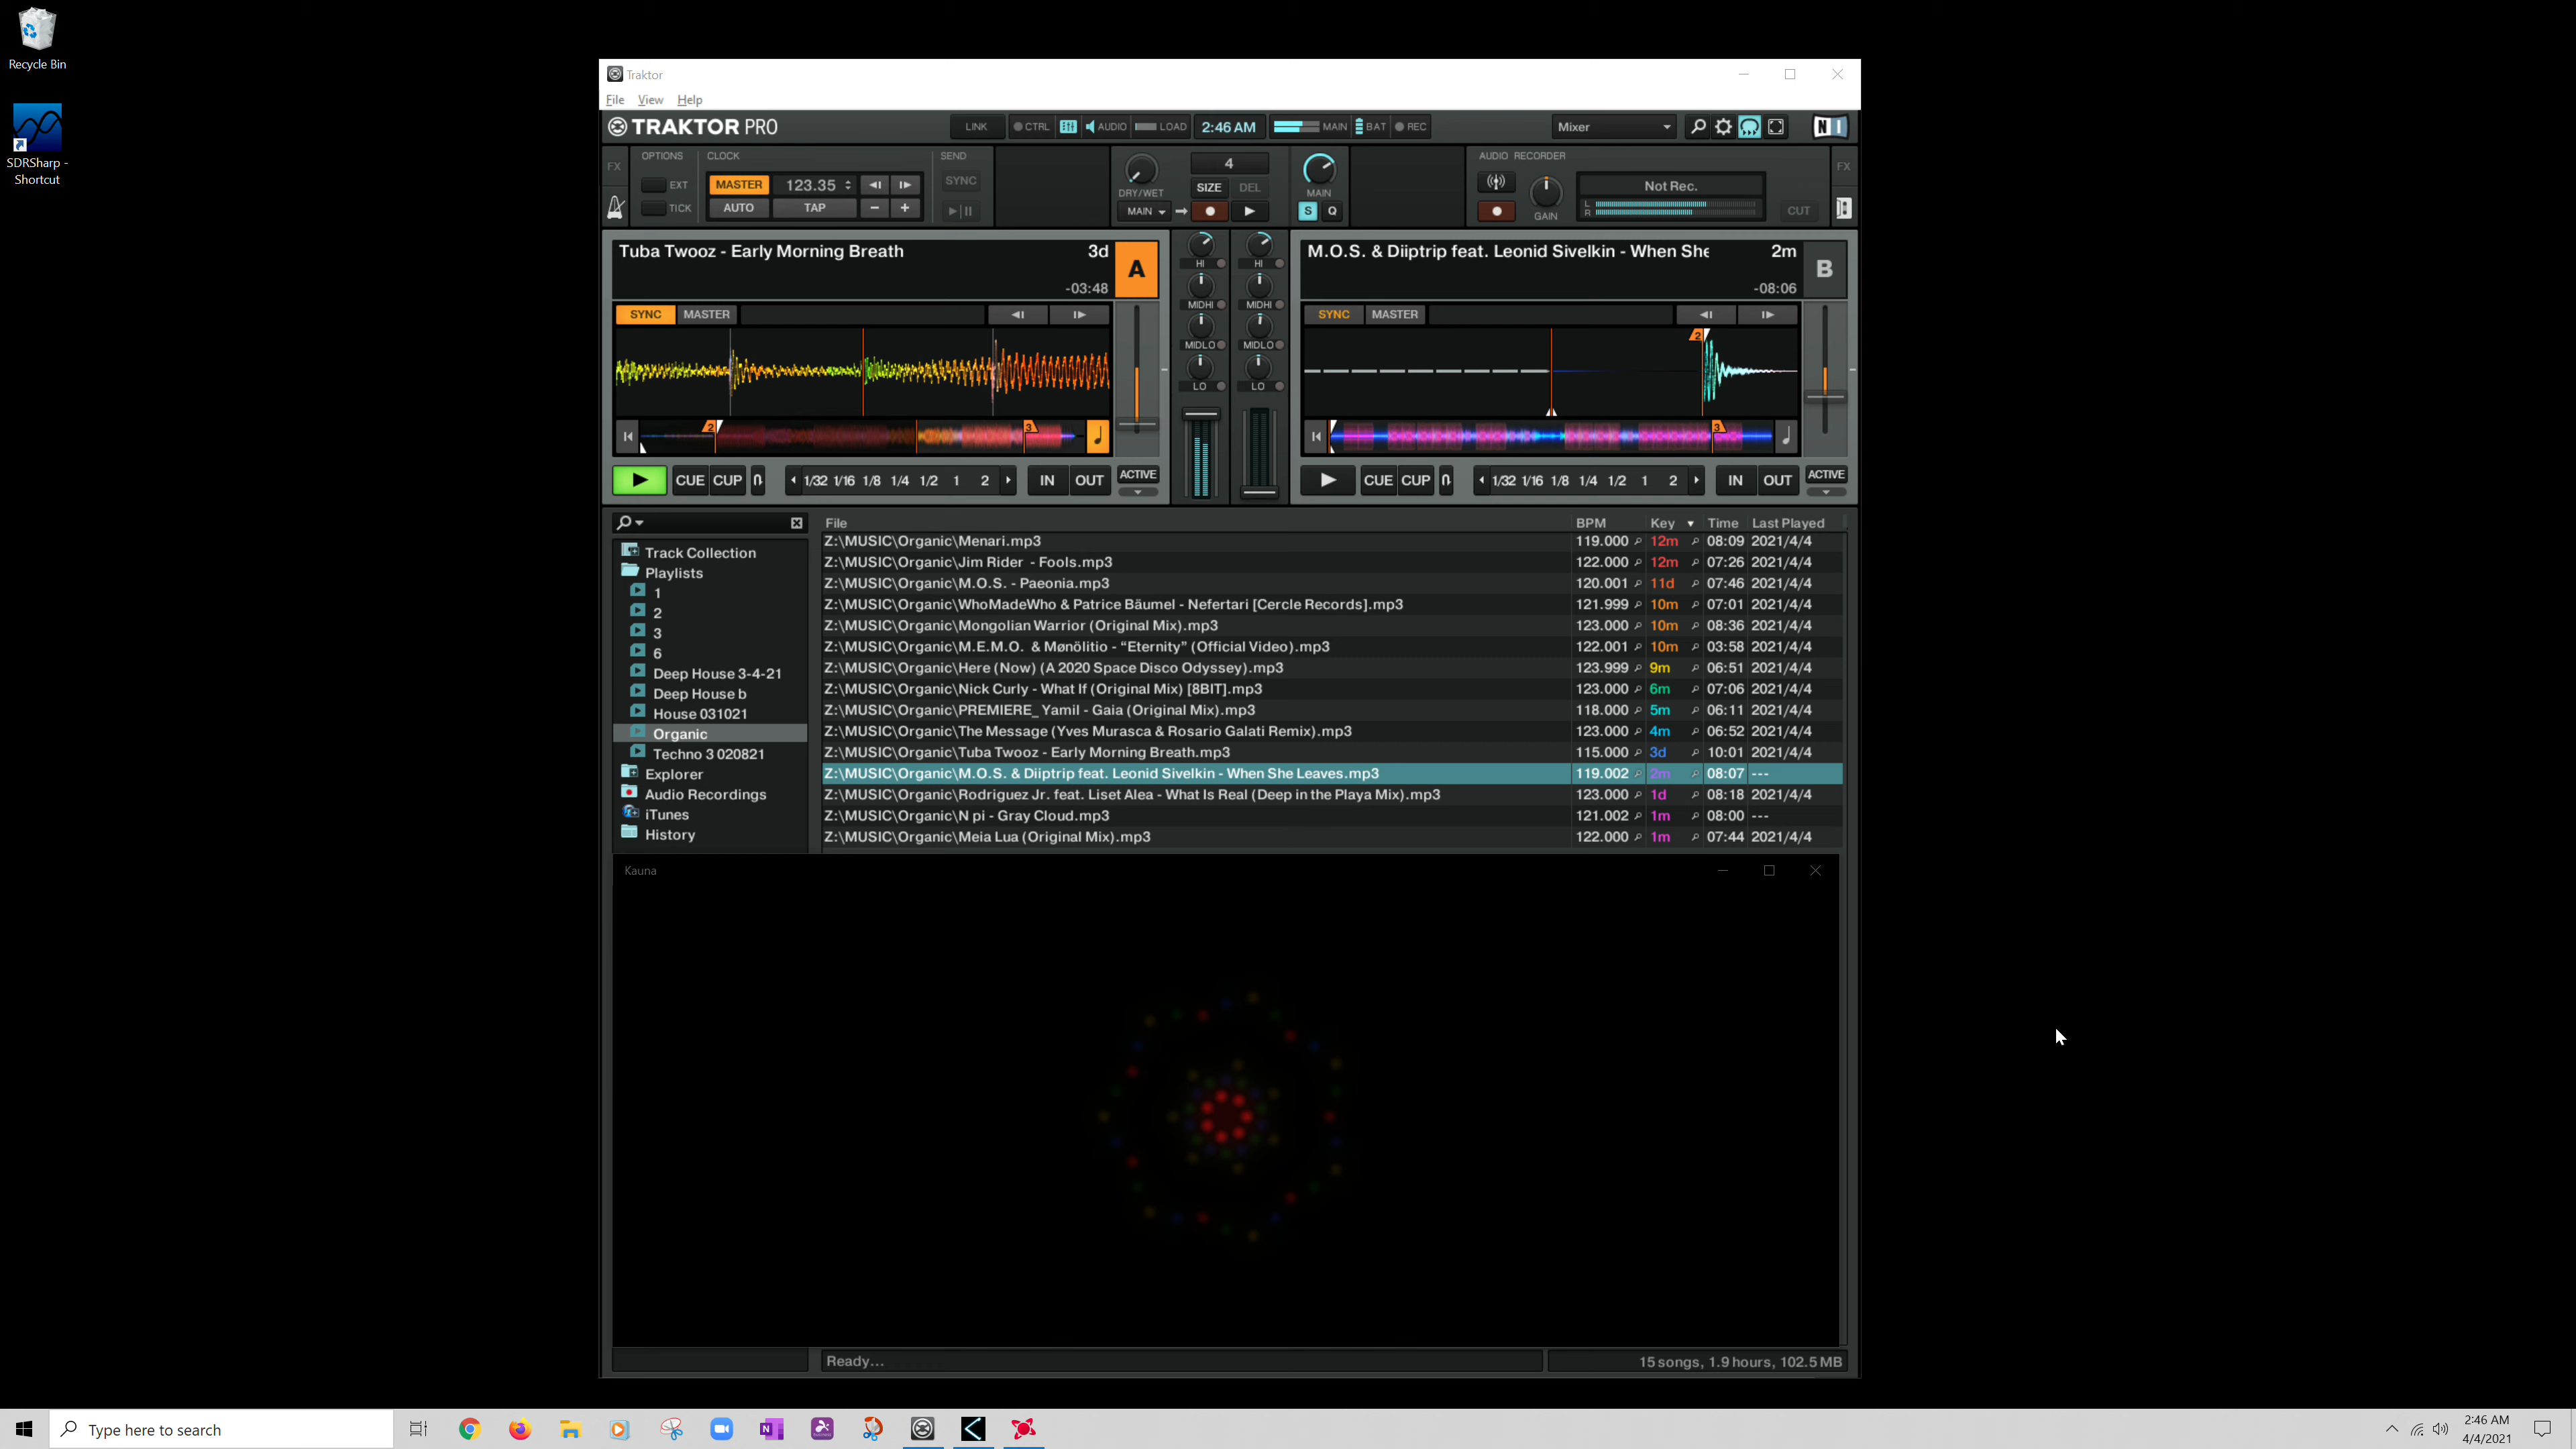 Recycle Bin
SDRSharp -
Shortcut
Traktor
File View Help
TRAKTOR PRO
LINK CTRL AUDIO LOAD 2:46 AM MAIN BAT REC Mixer N I
FX OPTIONS CLOCK SEND 4 AUDIO RECORDER FX
EXT MASTER 123.35 SYNC DRY/WET SIZE DEL MAIN Not Rec.
TICK AUTO TAP - + MAIN S Q GAIN L R CUT
Tuba Twooz - Early Morning Breath 3d A
-03:48
SYNC MASTER
2 3
CUE CUP 1/32 1/16 1/8 1/4 1/2 1 2 IN OUT ACTIVE
HI HI
MIDHI MIDHI
MIDLO MIDLO
LO LO
M.O.S. & Diiptrip feat. Leonid Sivelkin - When She 2m B
-08:06
SYNC MASTER
2
3
CUE CUP 1/32 1/16 1/8 1/4 1/2 1 2 IN OUT ACTIVE
Track Collection
Playlists
1
2
3
6
Deep House 3-4-21
Deep House b
House 031021
Organic
Techno 3 020821
Explorer
Audio Recordings
iTunes
History
File BPM Key Time Last Played
Z:\MUSIC\Organic\Menari.mp3 119.000 12m 08:09 2021/4/4
Z:\MUSIC\Organic\Jim Rider - Fools.mp3 122.000 12m 07:26 2021/4/4
Z:\MUSIC\Organic\M.O.S. - Paeonia.mp3 120.001 11d 07:46 2021/4/4
Z:\MUSIC\Organic\WhoMadeWho & Patrice Bäumel - Nefertari [Cercle Records].mp3 121.999 10m 07:01 2021/4/4
Z:\MUSIC\Organic\Mongolian Warrior (Original Mix).mp3 123.000 10m 08:36 2021/4/4
Z:\MUSIC\Organic\M.E.M.O. & Mønölitio - “Eternity” (Official Video).mp3 122.001 10m 03:58 2021/4/4
Z:\MUSIC\Organic\Here (Now) (A 2020 Space Disco Odyssey).mp3 123.999 9m 06:51 2021/4/4
Z:\MUSIC\Organic\Nick Curly - What If (Original Mix) [8BIT].mp3 123.000 6m 07:06 2021/4/4
Z:\MUSIC\Organic\PREMIERE_ Yamil - Gaia (Original Mix).mp3 118.000 5m 06:11 2021/4/4
Z:\MUSIC\Organic\The Message (Yves Murasca & Rosario Galati Remix).mp3 123.000 4m 06:52 2021/4/4
Z:\MUSIC\Organic\Tuba Twooz - Early Morning Breath.mp3 115.000 3d 10:01 2021/4/4
Z:\MUSIC\Organic\M.O.S. & Diiptrip feat. Leonid Sivelkin - When She Leaves.mp3 119.002 2m 08:07 ---
Z:\MUSIC\Organic\Rodriguez Jr. feat. Liset Alea - What Is Real (Deep in the Playa Mix).mp3 123.000 1d 08:18 2021/4/4
Z:\MUSIC\Organic\N pi - Gray Cloud.mp3 121.002 1m 08:00 ---
Z:\MUSIC\Organic\Meia Lua (Original Mix).mp3 122.000 1m 07:44 2021/4/4
Kauna
Ready... 15 songs, 1.9 hours, 102.5 MB
Type here to search
2:46 AM
4/4/2021